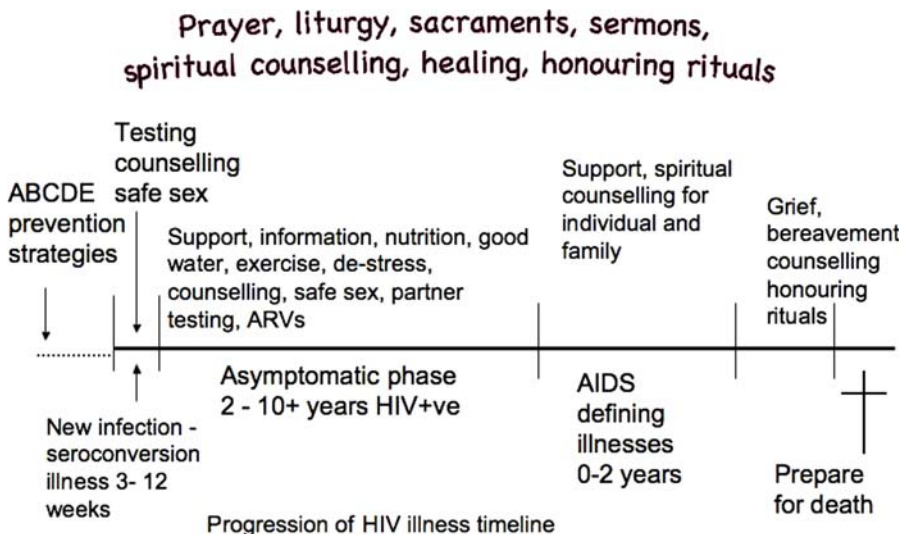 Prayer, liturgy, sacraments, sermons,
spiritual counselling, healing, honouring rituals
Testing
counselling
safe sex
ABCDE
prevention
strategies
Support, information, nutrition, good
water, exercise, de-stress,
counselling, safe sex, partner
testing, ARVs
Support, spiritual
counselling for
individual and
family
Grief,
bereavement
counselling
honouring
rituals
New infection -
seroconversion
illness 3- 12
weeks
Asymptomatic phase
2 - 10+ years HIV+ve
AIDS
defining
illnesses
0-2 years
Prepare
for death
Progression of HIV illness timeline